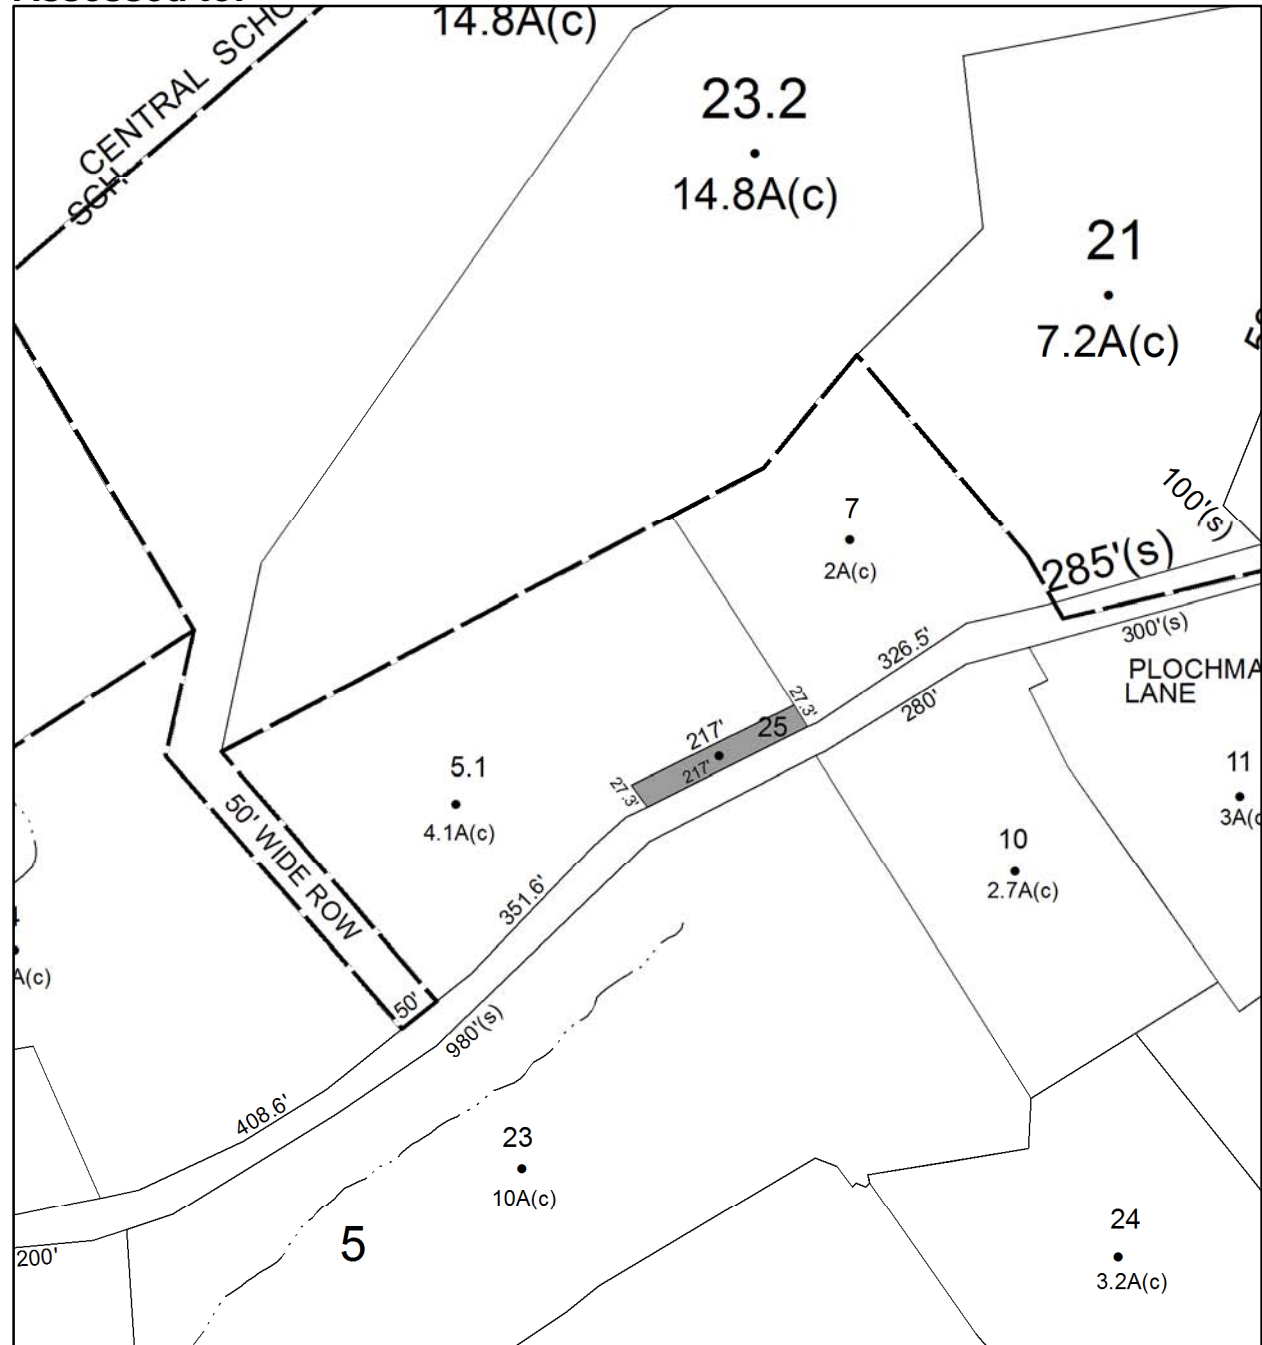 14.8A(c)
CENTRAL SCHO
SCH.
23.2
14.8A(c)
21
7.2A(c)
100'(s)
285'(s)
7
2A(c)
326.5'
300'(s)
280'
PLOCHMA
LANE
27.3'
25
217'
217'
27.3'
5.1
4.1A(c)
11
3A(c
50' WIDE ROW
10
2.7A(c)
351.6'
A(c)
50'
980'(s)
408.6'
23
10A(c)
24
3.2A(c)
5
200'